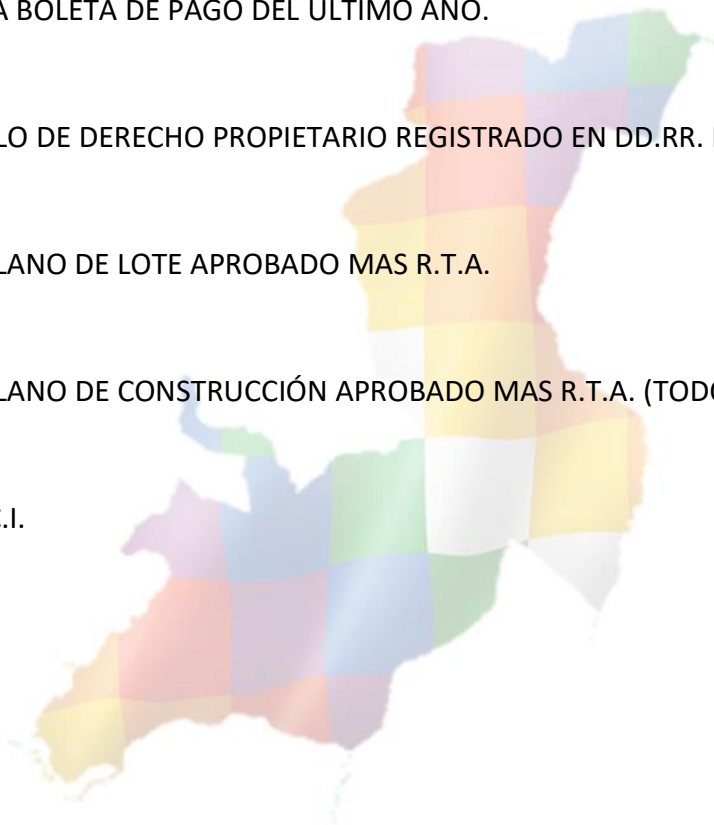 A BOLETA DE PAGO DEL ULTIMO AÑO.
LO DE DERECHO PROPIETARIO REGISTRADO EN DD.RR.
LANO DE LOTE APROBADO MAS R.T.A.
LANO DE CONSTRUCCIÓN APROBADO MAS R.T.A. (TODO
C.I.